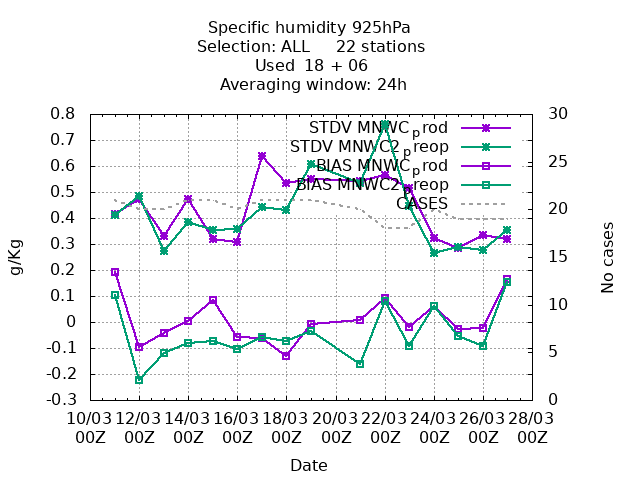 Specific humidity 925hPa
Selection: ALL 22 stations
Used 18 + 06
Averaging window: 24h
STDV MNWC_prod
STDV MNWC2_preop
BIAS MNWC_prod
BIAS MNWC2_preop
CASES
0.8
0.7
0.6
0.5
0.4
0.3
0.2
0.1
0
-0.1
-0.2
-0.3
g/Kg
30
25
20
15
10
5
0
No cases
10/03 12/03 14/03 16/03 18/03 20/03 22/03 24/03 26/03 28/03
00Z 00Z 00Z 00Z 00Z 00Z 00Z 00Z 00Z 00Z
Date